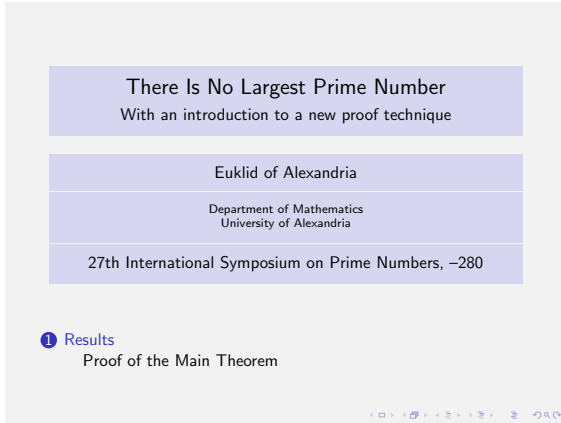 There Is No Largest Prime Number
With an introduction to a new proof technique
Euklid of Alexandria
Department of Mathematics
University of Alexandria
27th International Symposium on Prime Numbers, –280
1 Results
Proof of the Main Theorem